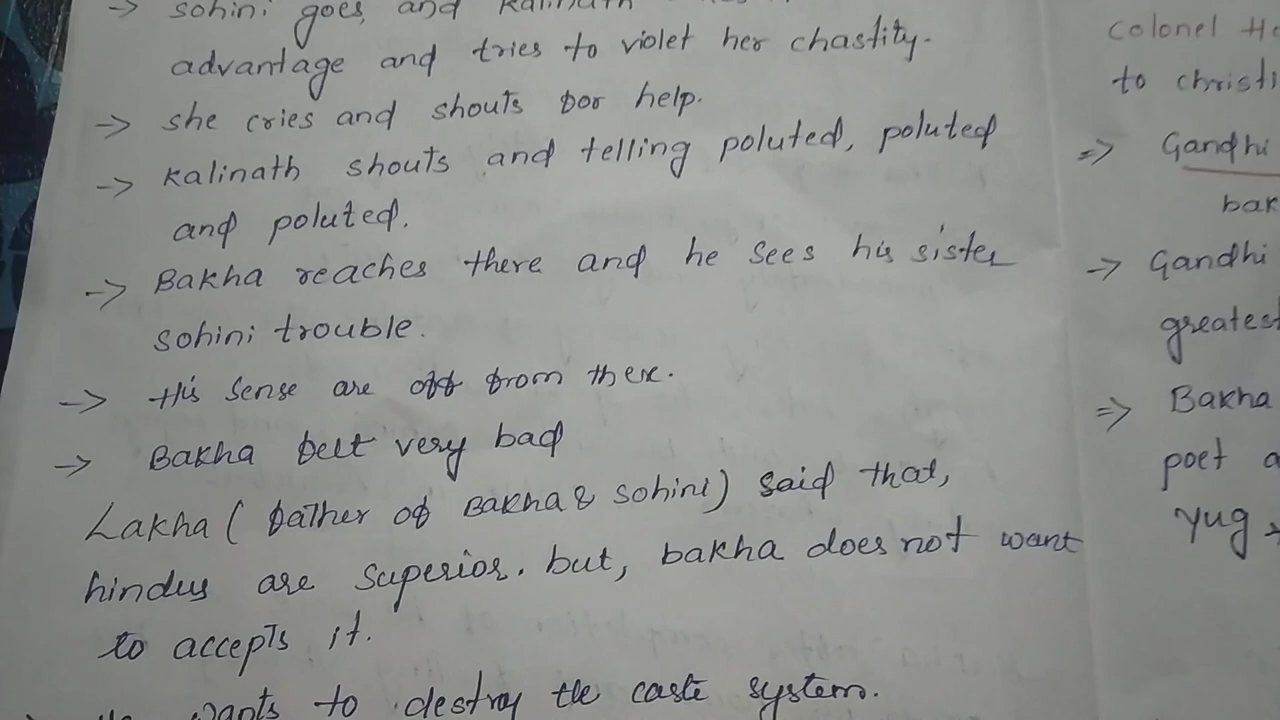 -> sohini goes, and kalinath
advantage and tries to violet her chastity.
-> she cries and shouts for help.
-> kalinath shouts and telling poluted, poluted
and poluted.
-> Bakha reaches there and he sees his sister
sohini trouble.
-> His sense are off from there.
-> Bakha felt very bad
Lakha ( father of Bakha & sohini) said that,
hindus are superior. but, bakha does not want
to accepts it.
wants to destroy the caste system.
colonel
to christi
=> Gandhi
bak
-> Gandhi
greatest
=> Bakha
poet a
yug